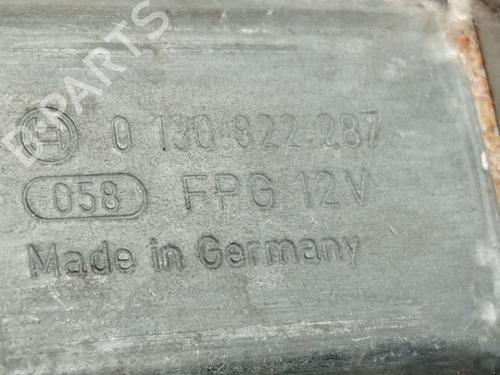 B-PARTS
0 130 822 287
058 FPG 12V
Made in Germany